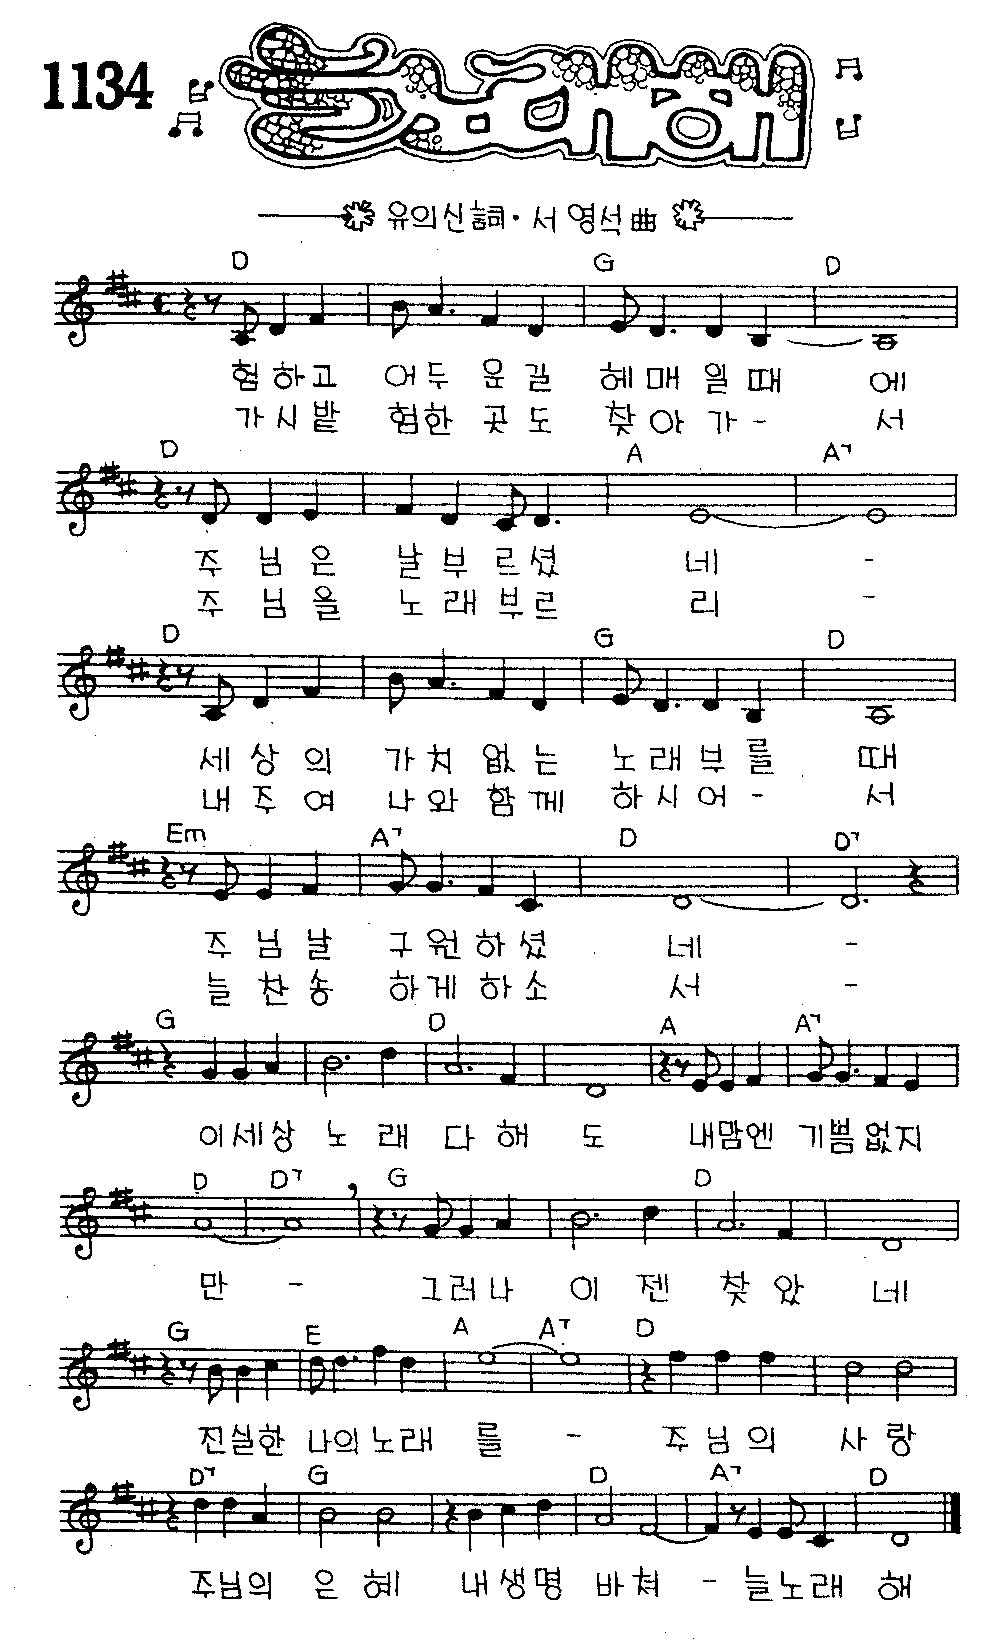 1134
유의신 詞 · 서영석 曲
D G D
험하고 어두운길 헤매일때에
가시밭 험한곳도 찾아가-서
D A A7
주님은 날부르셨네-
주님을 노래부르리-
D G D
세상의 가치없는 노래부를때
내주여 나와함께 하시어-서
Em A7 D D7
주님날 구원하셨네-
늘찬송 하게하소서-
G D A A7
이세상 노래다해도 내맘엔 기쁨없지
D D7 G D
만- 그러나 이젠찾았네
G E A A7 D
진실한 나의노래를- 주님의 사랑
D7 G D A7 D
주님의 은혜 내생명 바쳐-늘노래해